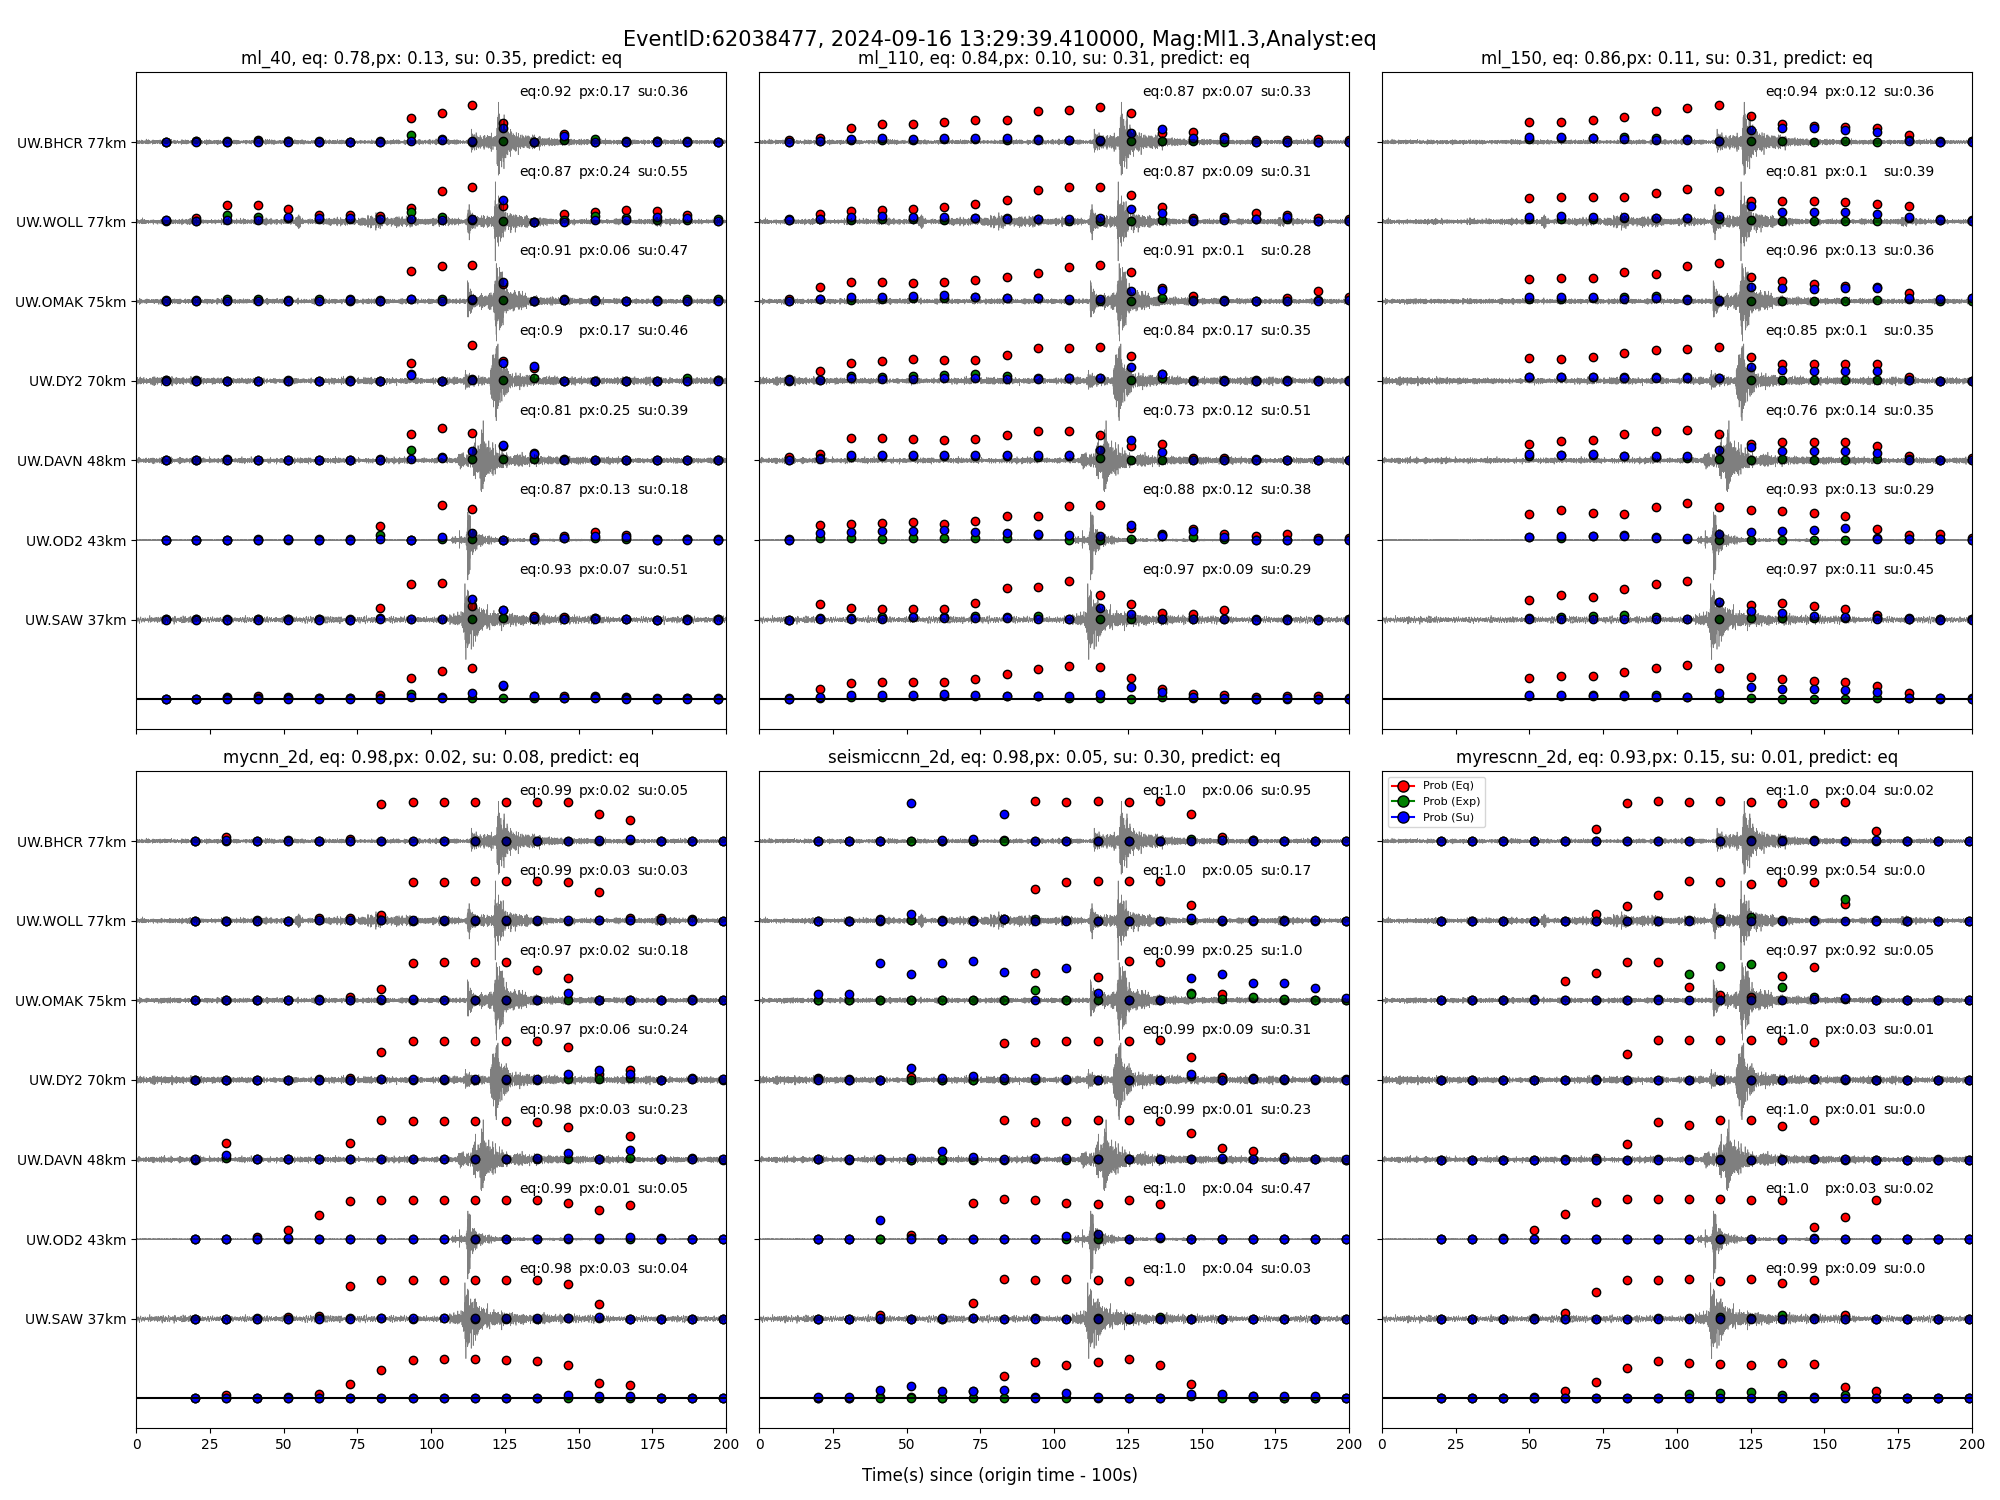 EventID:62038477, 2024-09-16 13:29:39.410000, Mag:Ml1.3,Analyst:eq
ml_40, eq: 0.78,px: 0.13, su: 0.35, predict: eq
UW.BHCR 77km
eq:0.92 px:0.17 su:0.36
UW.WOLL 77km
eq:0.87 px:0.24 su:0.55
UW.OMAK 75km
eq:0.91 px:0.06 su:0.47
UW.DY2 70km
eq:0.9 px:0.17 su:0.46
UW.DAVN 48km
eq:0.81 px:0.25 su:0.39
UW.OD2 43km
eq:0.87 px:0.13 su:0.18
UW.SAW 37km
eq:0.93 px:0.07 su:0.51
ml_110, eq: 0.84,px: 0.10, su: 0.31, predict: eq
eq:0.87 px:0.07 su:0.33
eq:0.87 px:0.09 su:0.31
eq:0.91 px:0.1 su:0.28
eq:0.84 px:0.17 su:0.35
eq:0.73 px:0.12 su:0.51
eq:0.88 px:0.12 su:0.38
eq:0.97 px:0.09 su:0.29
ml_150, eq: 0.86,px: 0.11, su: 0.31, predict: eq
eq:0.94 px:0.12 su:0.36
eq:0.81 px:0.1 su:0.39
eq:0.96 px:0.13 su:0.36
eq:0.85 px:0.1 su:0.35
eq:0.76 px:0.14 su:0.35
eq:0.93 px:0.13 su:0.29
eq:0.97 px:0.11 su:0.45
mycnn_2d, eq: 0.98,px: 0.02, su: 0.08, predict: eq
UW.BHCR 77km
eq:0.99 px:0.02 su:0.05
UW.WOLL 77km
eq:0.99 px:0.03 su:0.03
UW.OMAK 75km
eq:0.97 px:0.02 su:0.18
UW.DY2 70km
eq:0.97 px:0.06 su:0.24
UW.DAVN 48km
eq:0.98 px:0.03 su:0.23
UW.OD2 43km
eq:0.99 px:0.01 su:0.05
UW.SAW 37km
eq:0.98 px:0.03 su:0.04
0 25 50 75 100 125 150 175 200
seismiccnn_2d, eq: 0.98,px: 0.05, su: 0.30, predict: eq
eq:1.0 px:0.06 su:0.95
eq:1.0 px:0.05 su:0.17
eq:0.99 px:0.25 su:1.0
eq:0.99 px:0.09 su:0.31
eq:0.99 px:0.01 su:0.23
eq:1.0 px:0.04 su:0.47
eq:1.0 px:0.04 su:0.03
0 25 50 75 100 125 150 175 200
myrescnn_2d, eq: 0.93,px: 0.15, su: 0.01, predict: eq
Prob (Eq)
Prob (Exp)
Prob (Su)
eq:1.0 px:0.04 su:0.02
eq:0.99 px:0.54 su:0.0
eq:0.97 px:0.92 su:0.05
eq:1.0 px:0.03 su:0.01
eq:1.0 px:0.01 su:0.0
eq:1.0 px:0.03 su:0.02
eq:0.99 px:0.09 su:0.0
0 25 50 75 100 125 150 175 200
Time(s) since (origin time - 100s)